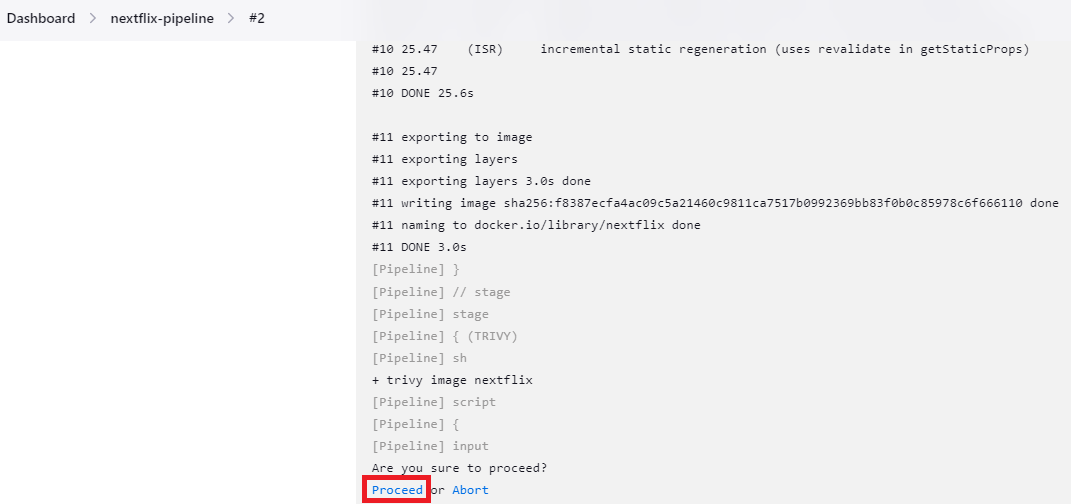 Dashboard > nextflix-pipeline > #2
#10 25.47 (ISR) incremental static regeneration (uses revalidate in getStaticProps)
#10 25.47
#10 DONE 25.6s
#11 exporting to image
#11 exporting layers
#11 exporting layers 3.0s done
#11 writing image sha256:f8387ecfa4ac09c5a21460c9811ca7517b0992369bb83f0b0c85978c6f666110 done
#11 naming to docker.io/library/nextflix done
#11 DONE 3.0s
[Pipeline] }
[Pipeline] // stage
[Pipeline] stage
[Pipeline] { (TRIVY)
[Pipeline] sh
+ trivy image nextflix
[Pipeline] script
[Pipeline] {
[Pipeline] input
Are you sure to proceed?
Proceed or Abort